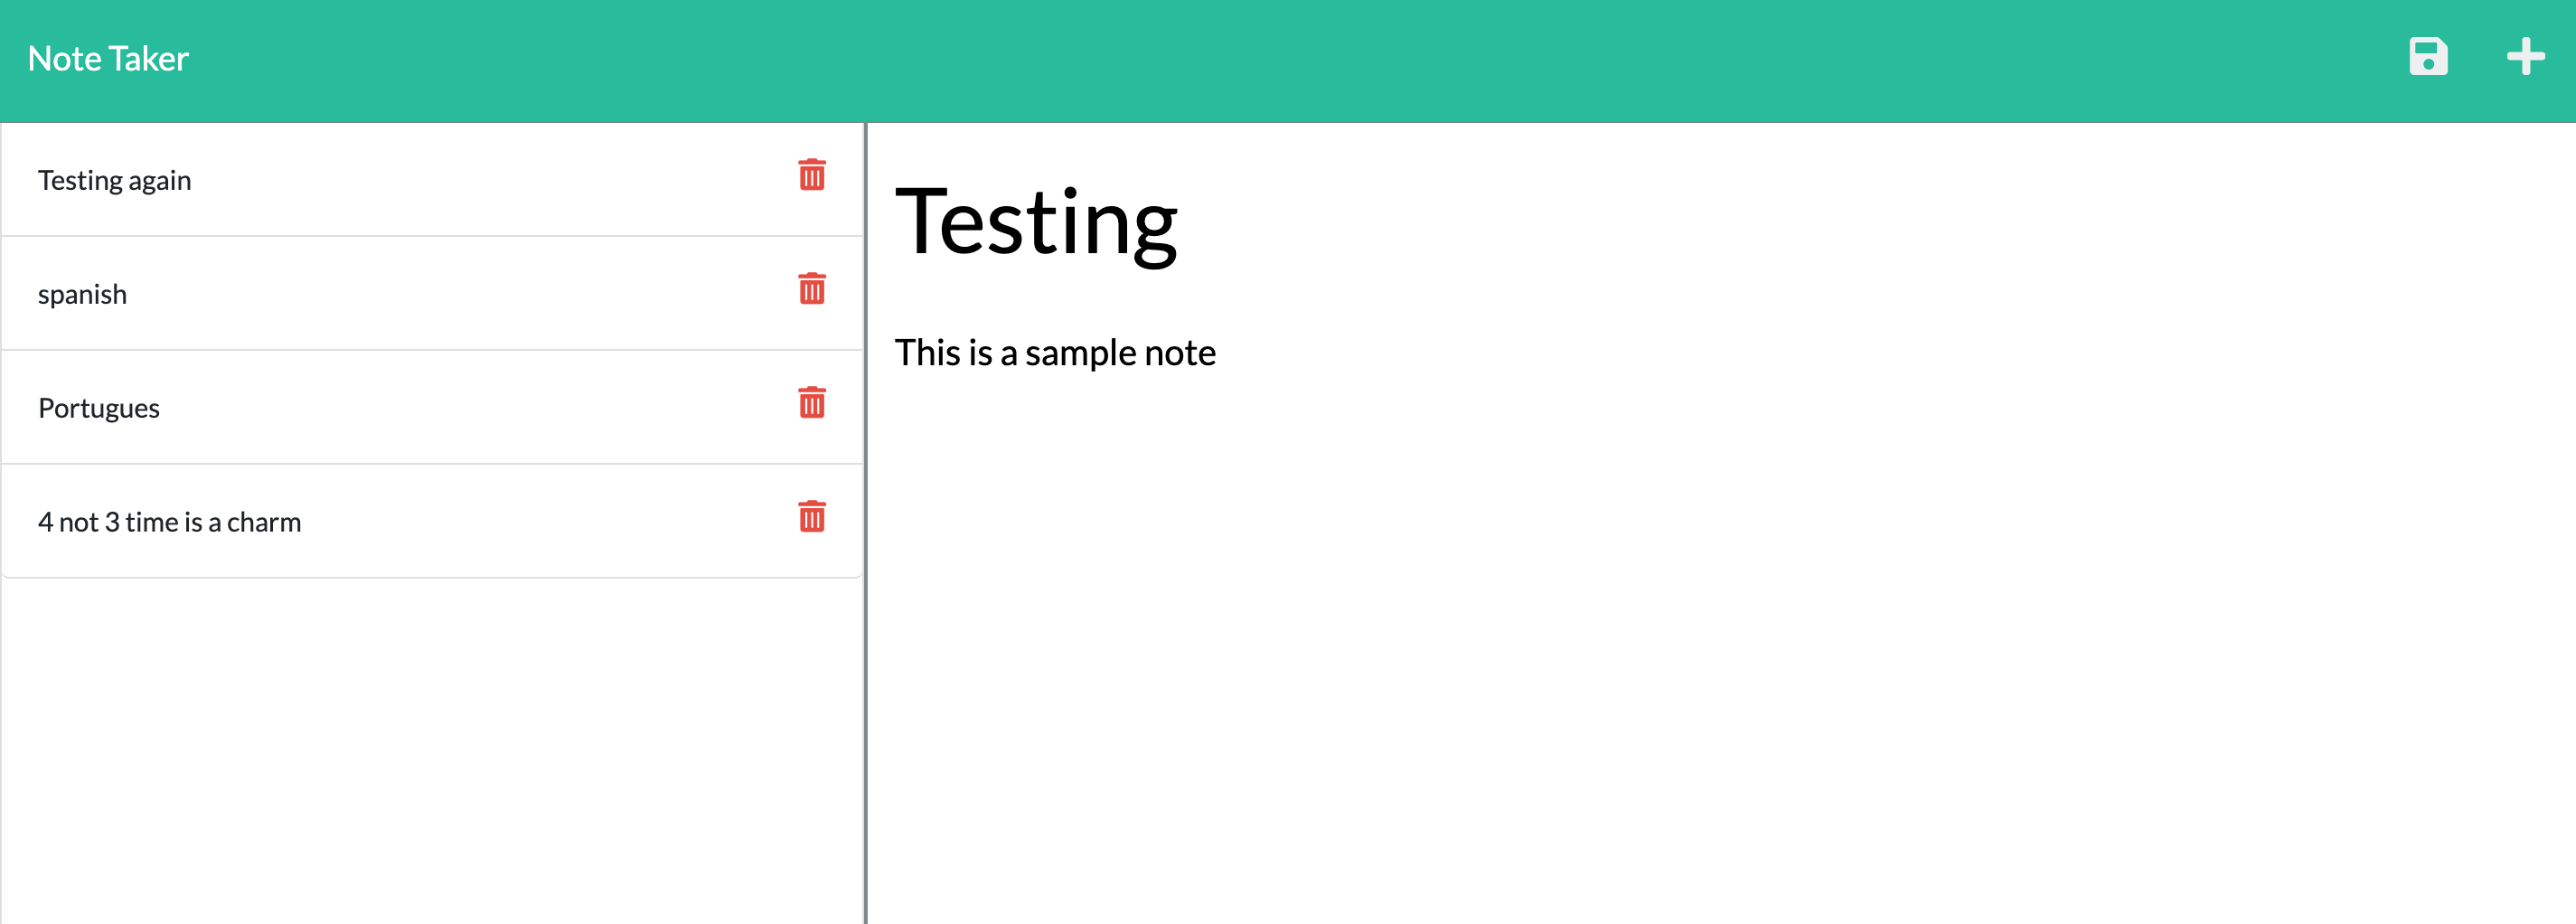 Note Taker
Testing again
spanish
Portugues
4 not 3 time is a charm
Testing
This is a sample note